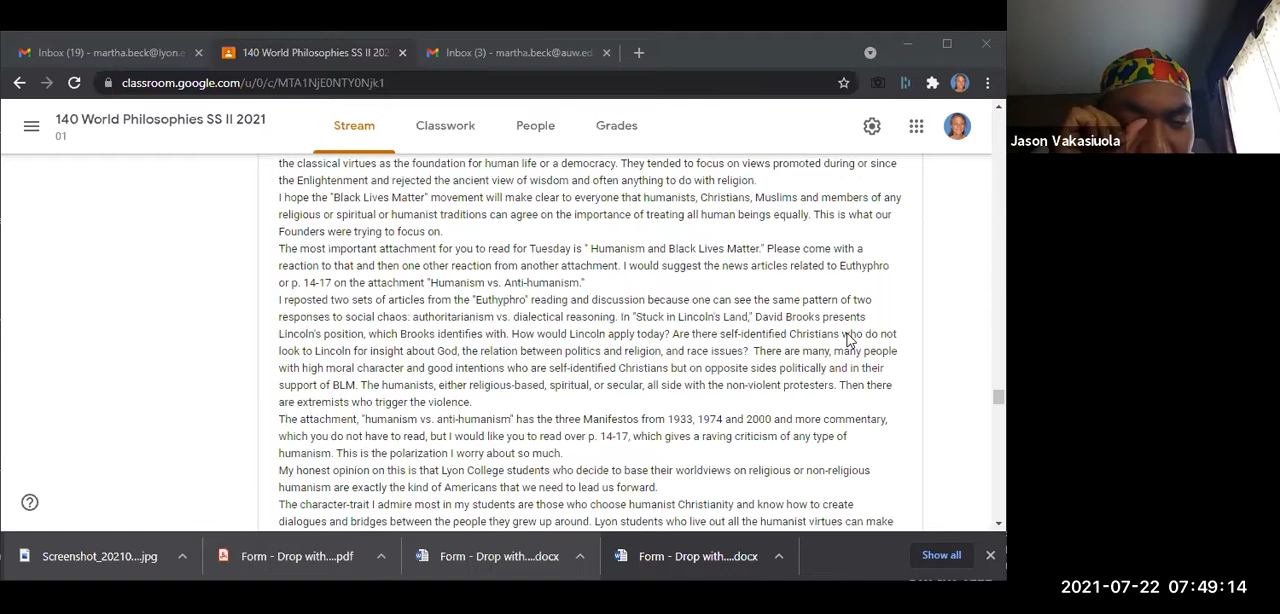 Inbox (19) - martha.beck@lyon.e
140 World Philosophies SS II 202
Inbox (3) - martha.beck@auw.ed
classroom.google.com/u/0/c/MTA1NjE0NTY0Njk1
140 World Philosophies SS II 2021
01
Stream
Classwork
People
Grades
Jason Vakasiuola
the classical virtues as the foundation for human life or a democracy. They tended to focus on views promoted during or since
the Enlightenment and rejected the ancient view of wisdom and often anything to do with religion.
I hope the "Black Lives Matter" movement will make clear to everyone that humanists, Christians, Muslims and members of any
religious or spiritual or humanist traditions can agree on the importance of treating all human beings equally. This is what our
Founders were trying to focus on.
The most important attachment for you to read for Tuesday is " Humanism and Black Lives Matter." Please come with a
reaction to that and then one other reaction from another attachment. I would suggest the news articles related to Euthyphro
or p. 14-17 on the attachment "Humanism vs. Anti-humanism."
I reposted two sets of articles from the "Euthyphro" reading and discussion because one can see the same pattern of two
responses to social chaos: authoritarianism vs. dialectical reasoning. In "Stuck in Lincoln's Land," David Brooks presents
Lincoln's position, which Brooks identifies with. How would Lincoln apply today? Are there self-identified Christians who do not
look to Lincoln for insight about God, the relation between politics and religion, and race issues?  There are many, many people
with high moral character and good intentions who are self-identified Christians but on opposite sides politically and in their
support of BLM. The humanists, either religious-based, spiritual, or secular, all side with the non-violent protesters. Then there
are extremists who trigger the violence.
The attachment, "humanism vs. anti-humanism" has the three Manifestos from 1933, 1974 and 2000 and more commentary,
which you do not have to read, but I would like you to read over p. 14-17, which gives a raving criticism of any type of
humanism. This is the polarization I worry about so much.
My honest opinion on this is that Lyon College students who decide to base their worldviews on religious or non-religious
humanism are exactly the kind of Americans that we need to lead us forward.
The character-trait I admire most in my students are those who choose humanist Christianity and know how to create
dialogues and bridges between the people they grew up around. Lyon students who live out all the humanist virtues can make
Screenshot_20210....jpg
Form - Drop with....pdf
Form - Drop with....docx
Form - Drop with....docx
Show all
2021-07-22 07:49:14